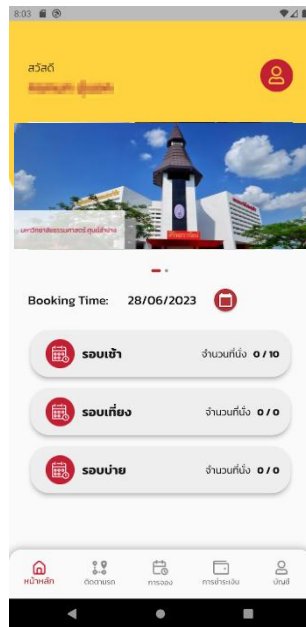 8:03
สวัสดี
มหาวิทยาลัยธรรมศาสตร์ ศูนย์ลำปาง
Booking Time: 28/06/2023
รอบเช้า จำนวนที่นั่ง 0 / 10
รอบเที่ยง จำนวนที่นั่ง 0 / 0
รอบบ่าย จำนวนที่นั่ง 0 / 0
หน้าหลัก ติดตามรถ การจอง การชำระเงิน บัญชี